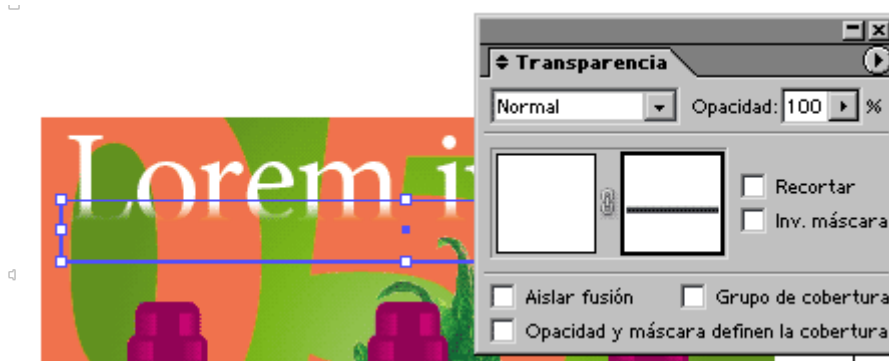 Transparencia
Normal
Opacidad: 100 %
Lorem i
Recortar
Inv. máscara
Aislar fusión
Grupo de cobertura
Opacidad y máscara definen la cobertura